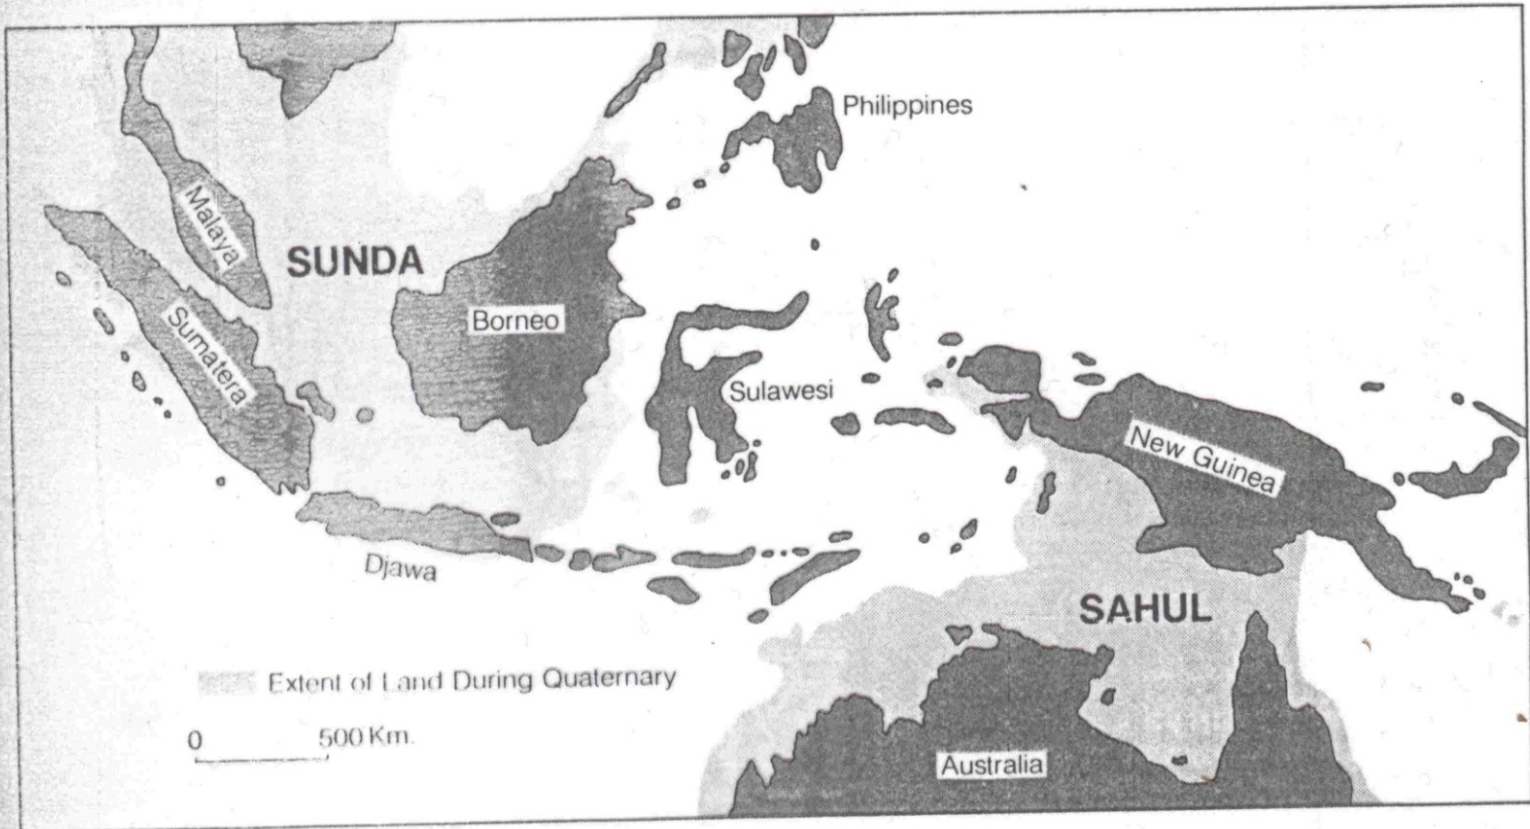 Philippines
Malaya
SUNDA
Sumatera
Borneo
Sulawesi
New Guinea
Djawa
SAHUL
Extent of Land During Quaternary
0 500 Km.
Australia